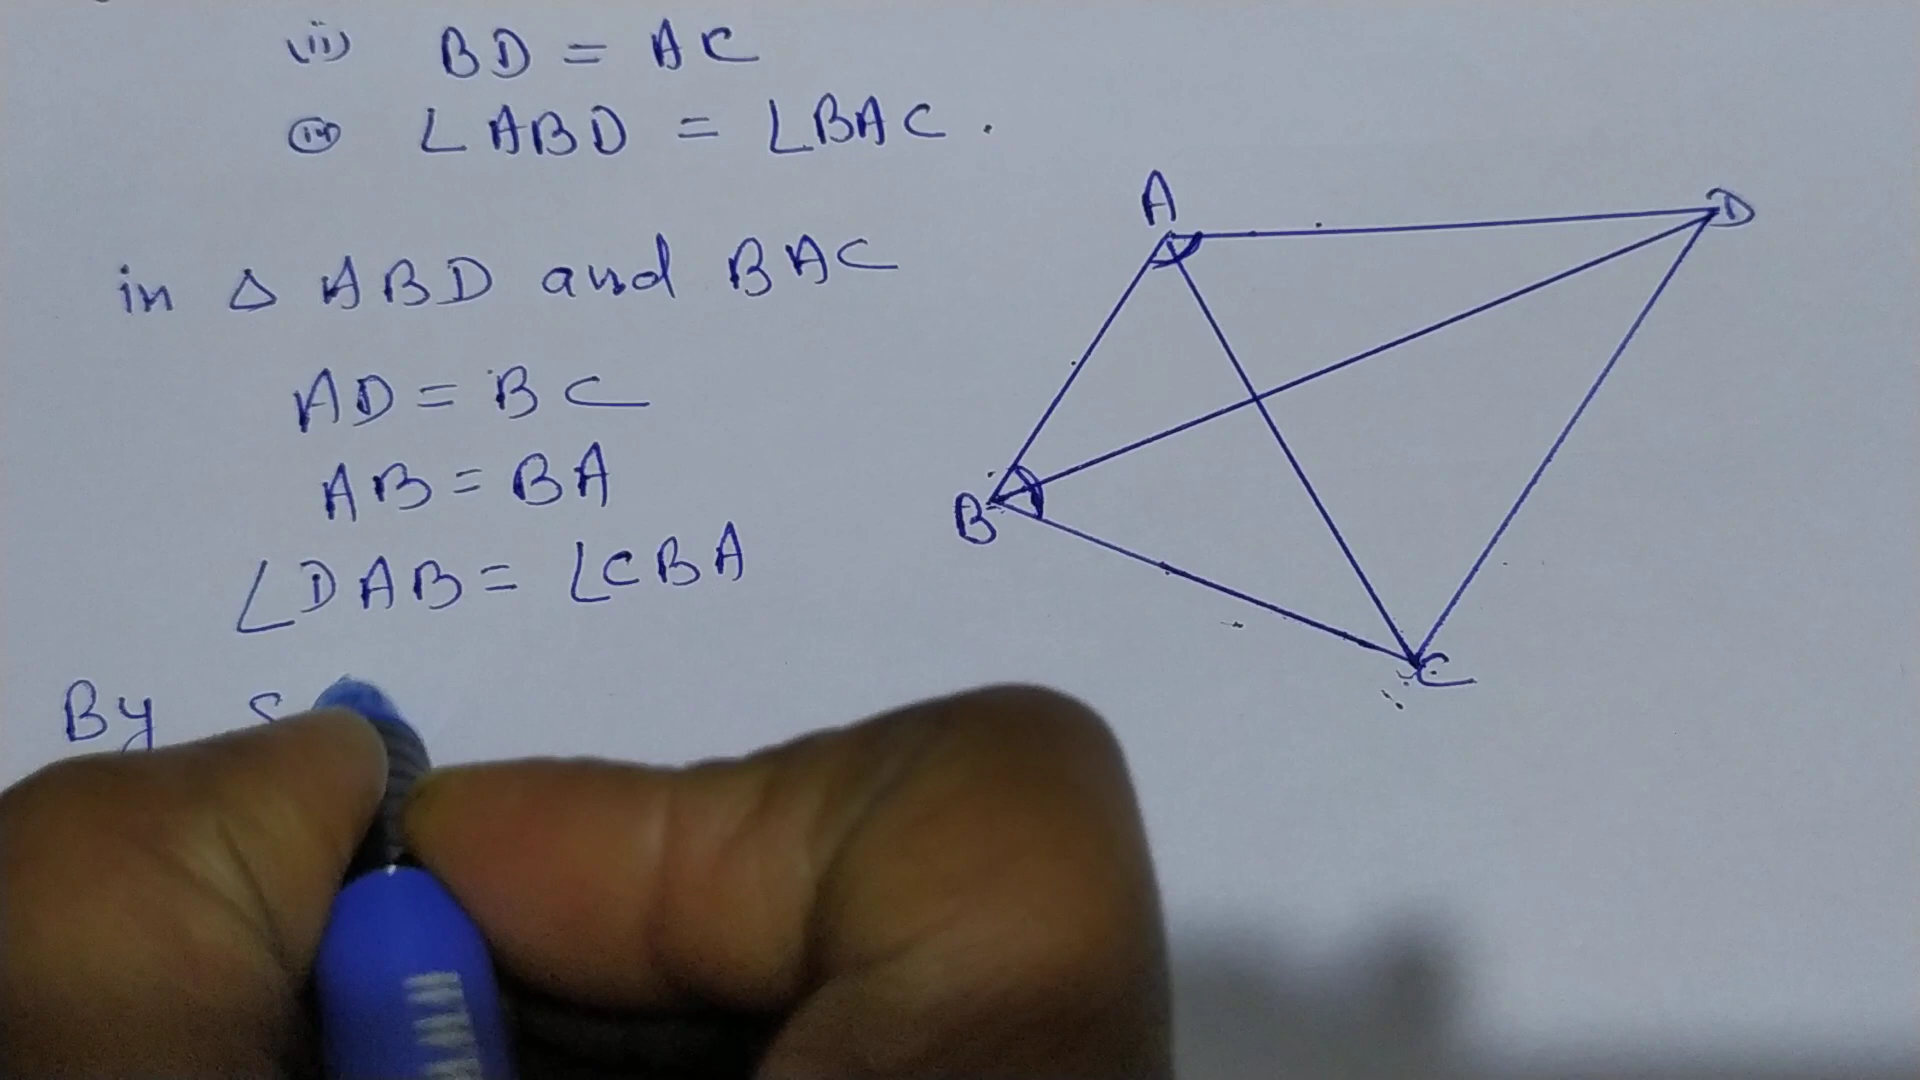 (ii) BD = AC
(iii) ∠ABD = ∠BAC.
in △ ABD and BAC
AD = BC
AB = BA
∠DAB = ∠CBA
By S
A
D
B
C